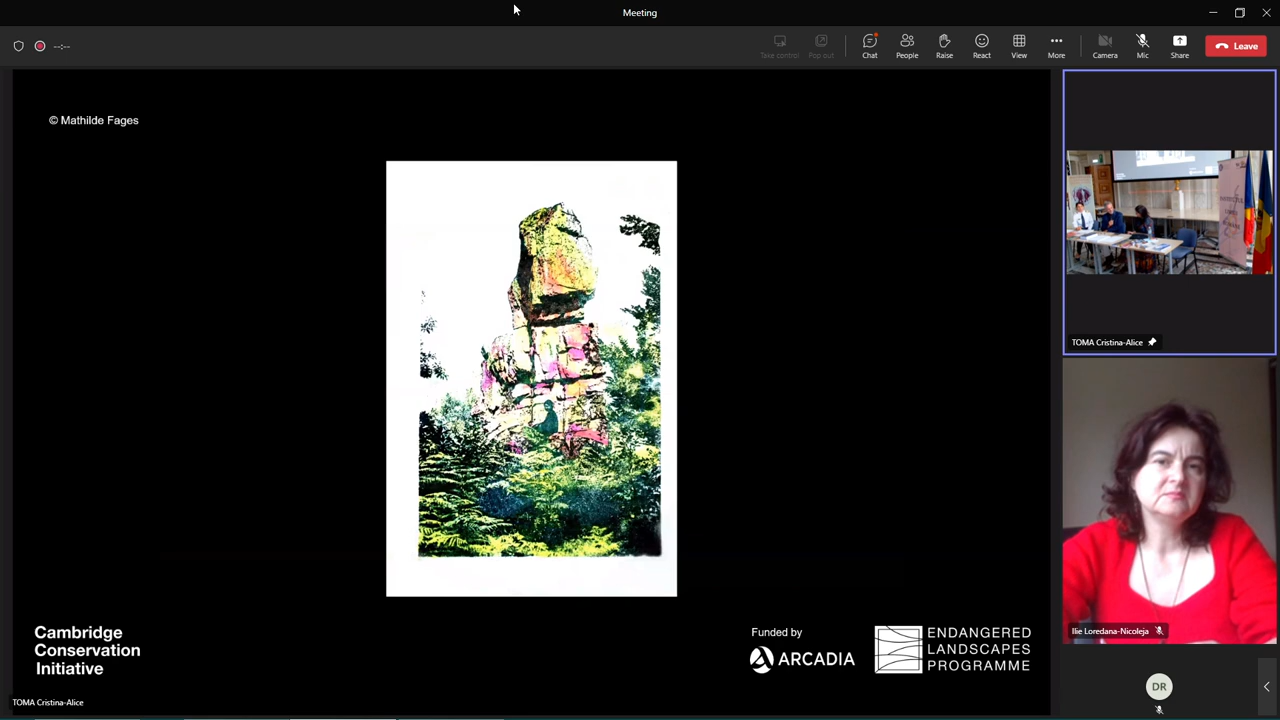 Meeting
--:--
Take control
Pop out
Chat
People
Raise
React
View
More
Camera
Mic
Share
Leave
© Mathilde Fages
TOMA Cristina-Alice
Ilie Loredana-Nicoleja
DR
Cambridge
Conservation
Initiative
Funded by
ARCADIA
ENDANGERED
LANDSCAPES
PROGRAMME
TOMA Cristina-Alice